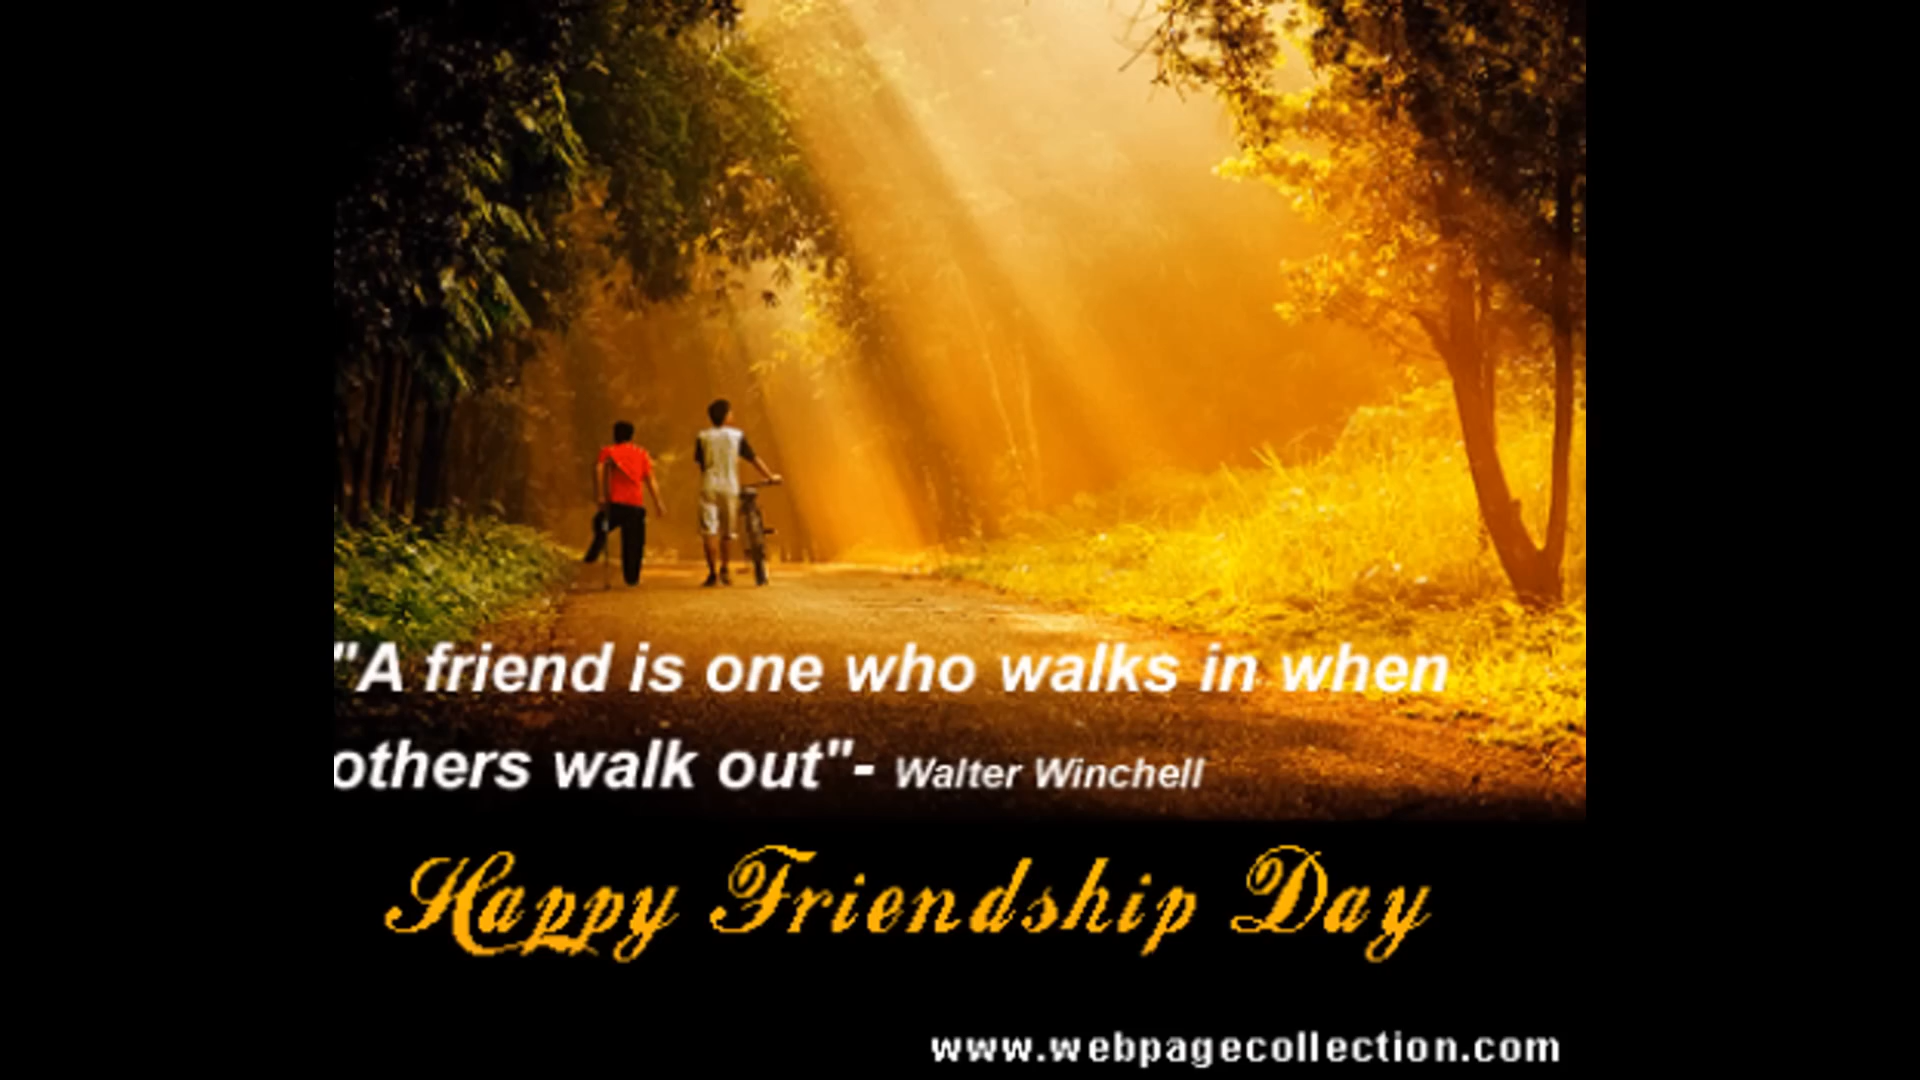 "A friend is one who walks in when
others walk out"- Walter Winchell
Happy Friendship Day
www.webpagecollection.com